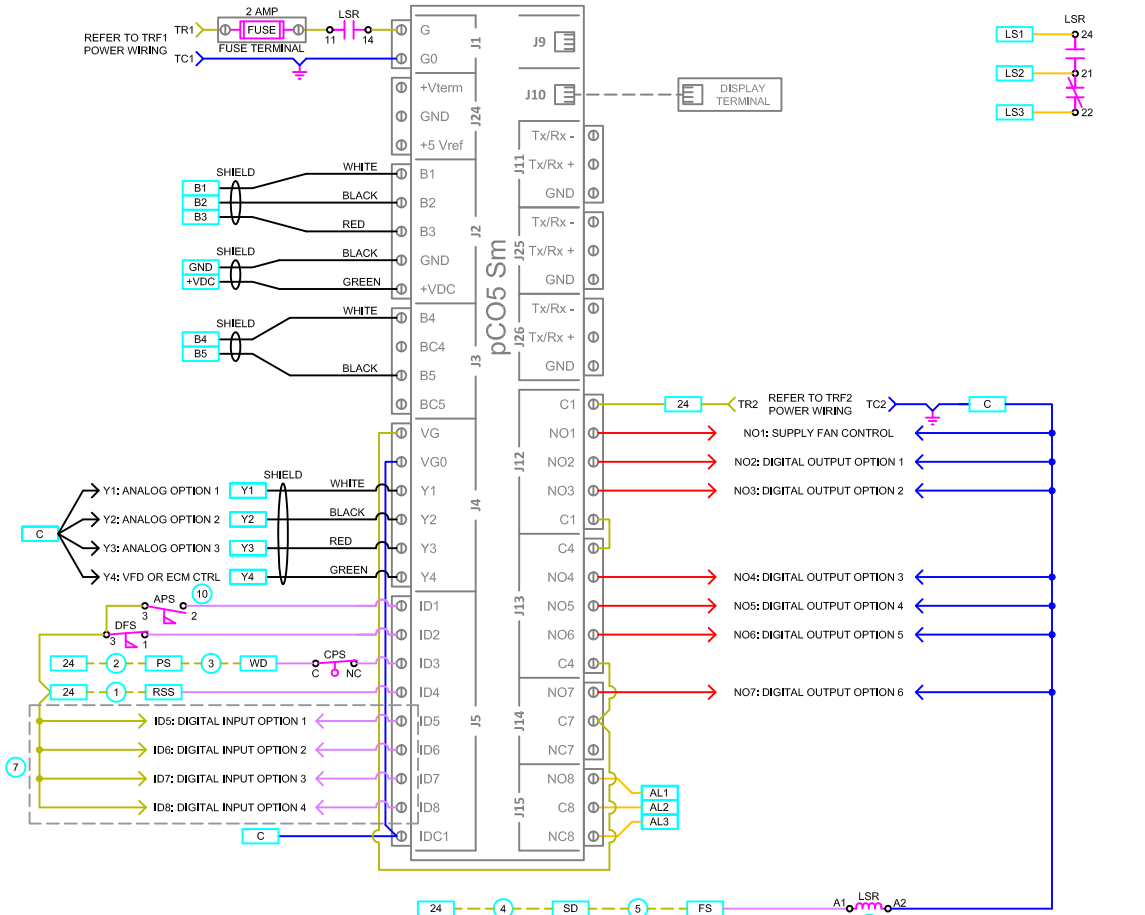 2 AMP
LSR
REFER TO TRF1
POWER WIRING
TR1
FUSE
11
14
FUSE TERMINAL
TC1
G
G0
J1
J9
J10
DISPLAY
TERMINAL
LSR
LS1
24
LS2
21
LS3
22
+Vterm
GND
+5 Vref
J24
Tx/Rx -
Tx/Rx +
GND
J11
SHIELD
B1
B2
B3
WHITE
BLACK
RED
B1
B2
B3
J2
SHIELD
GND
+VDC
BLACK
GREEN
GND
+VDC
Tx/Rx -
Tx/Rx +
GND
J25
pCO5 Sm
SHIELD
B4
B5
WHITE
BLACK
B4
BC4
B5
BC5
J3
Tx/Rx -
Tx/Rx +
GND
J26
C1
24
TR2
REFER TO TRF2
POWER WIRING
TC2
C
VG
VG0
Y1
Y2
Y3
Y4
J4
NO1
NO1: SUPPLY FAN CONTROL
NO2
NO2: DIGITAL OUTPUT OPTION 1
NO3
NO3: DIGITAL OUTPUT OPTION 2
C1
J12
SHIELD
C
Y1: ANALOG OPTION 1
Y1
WHITE
Y2: ANALOG OPTION 2
Y2
BLACK
Y3: ANALOG OPTION 3
Y3
RED
Y4: VFD OR ECM CTRL
Y4
GREEN
C4
NO4
NO4: DIGITAL OUTPUT OPTION 3
NO5
NO5: DIGITAL OUTPUT OPTION 4
NO6
NO6: DIGITAL OUTPUT OPTION 5
C4
J13
APS
10
3
2
ID1
DFS
3
1
ID2
24
2
PS
3
WD
CPS
C
NC
ID3
24
1
RSS
ID4
7
ID5: DIGITAL INPUT OPTION 1
ID5
ID6: DIGITAL INPUT OPTION 2
ID6
ID7: DIGITAL INPUT OPTION 3
ID7
ID8: DIGITAL INPUT OPTION 4
ID8
C
IDC1
J5
NO7
NO7: DIGITAL OUTPUT OPTION 6
C7
NC7
J14
NO8
C8
NC8
J15
AL1
AL2
AL3
24
4
SD
5
FS
A1
LSR
A2